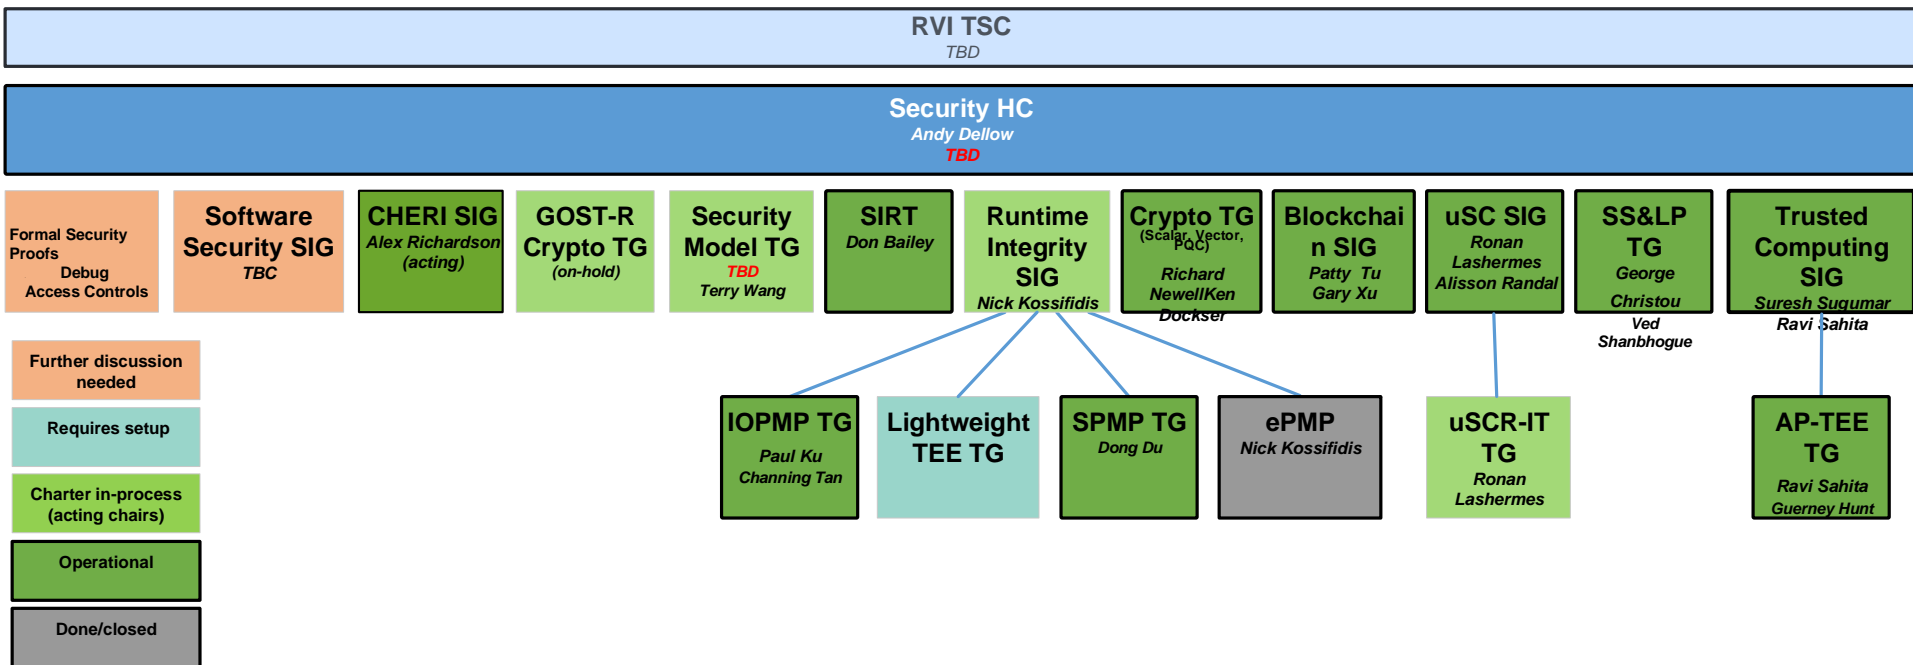 RVI TSC
TBD
Security HC
Andy Dellow
TBD
Formal Security
Proofs
Debug
Access Controls
Software
Security SIG
TBC
CHERI SIG
Alex Richardson
(acting)
GOST-R
Crypto TG
(on-hold)
Security
Model TG
TBD
Terry Wang
SIRT
Don Bailey
Runtime
Integrity
SIG
Nick Kossifidis
Crypto TG
(Scalar, Vector,
PQC)
Richard
NewellKen
Dockser
Blockchai
n SIG
Patty Tu
Gary Xu
uSC SIG
Ronan
Lashermes
Alisson Randal
SS&LP
TG
George
Christou
Ved
Shanbhogue
Trusted
Computing
SIG
Suresh Sugumar
Ravi Sahita
Further discussion
needed
Requires setup
Charter in-process
(acting chairs)
Operational
Done/closed
IOPMP TG
Paul Ku
Channing Tan
Lightweight
TEE TG
SPMP TG
Dong Du
ePMP
Nick Kossifidis
uSCR-IT
TG
Ronan
Lashermes
AP-TEE
TG
Ravi Sahita
Guerney Hunt